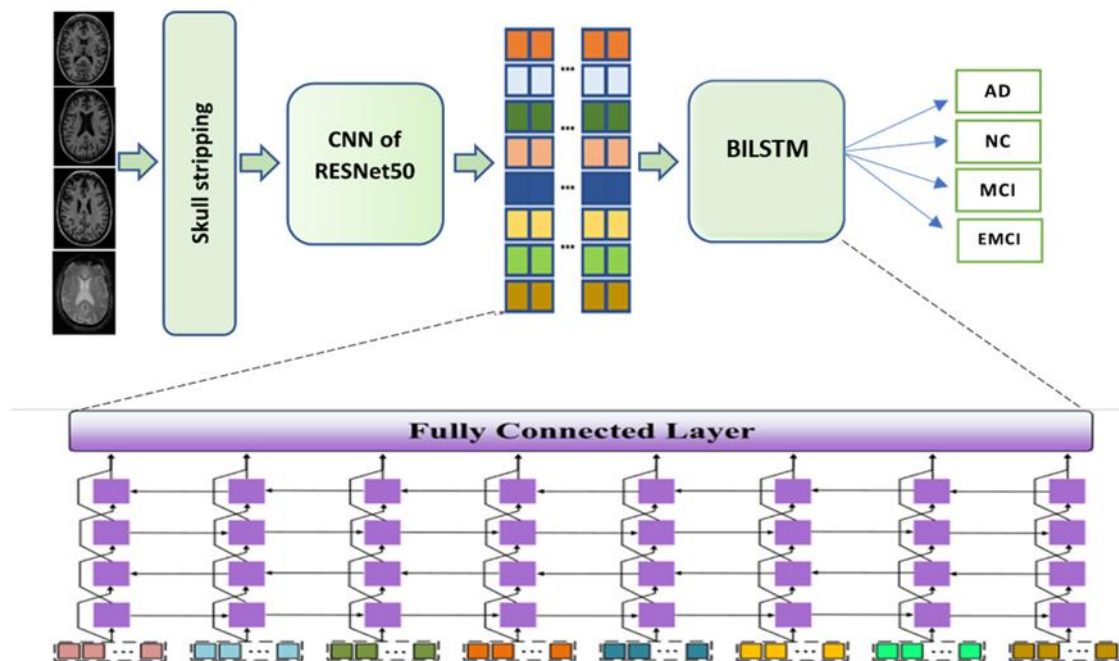 Skull stripping
CNN of
RESNet50
...
...
...
...
BILSTM
AD
NC
MCI
EMCI
Fully Connected Layer
... ... ... ... ... ... ... ...